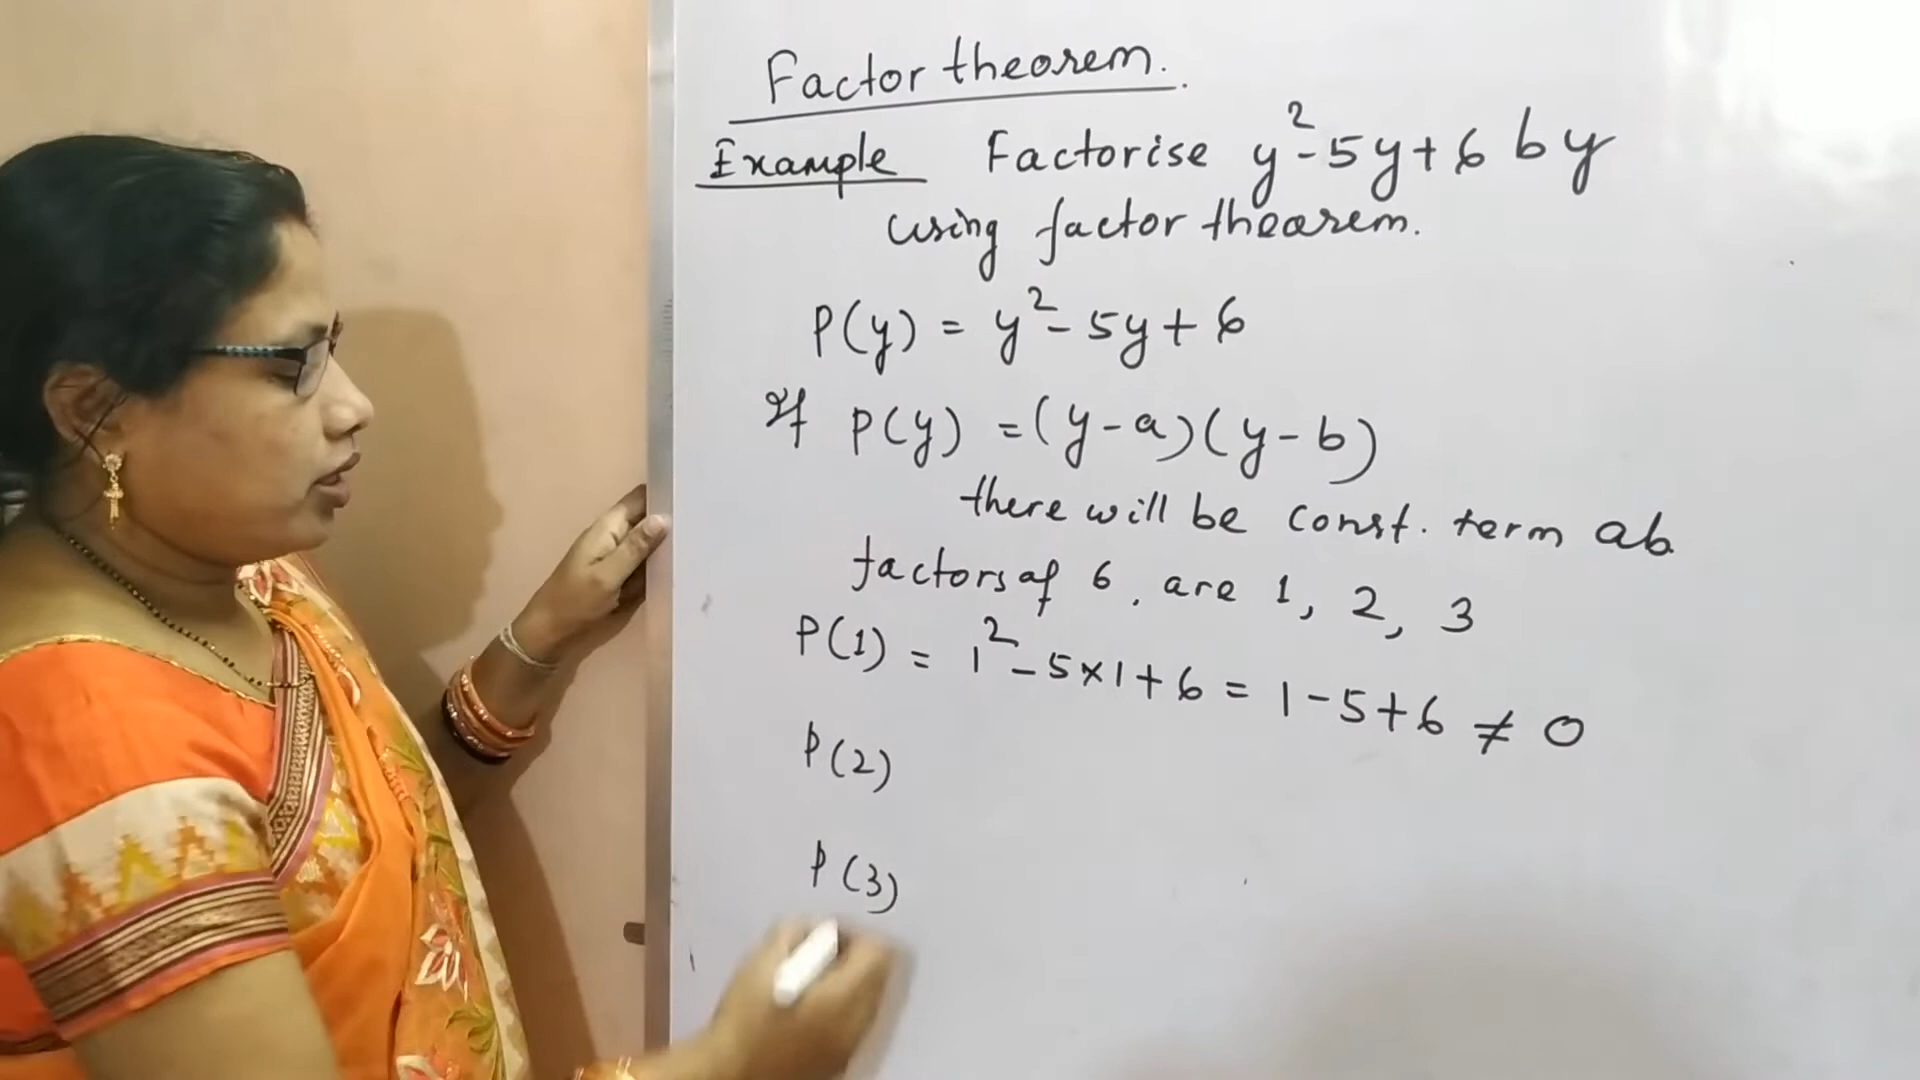 Factor theorem.
Example Factorise y²-5y+6 by
using factor theorem.
P(y) = y²-5y+6
If P(y) = (y-a)(y-b)
there will be const. term ab
factors of 6, are 1, 2, 3
P(1) = 1²-5×1+6 = 1-5+6 ≠ 0
P(2)
P(3)